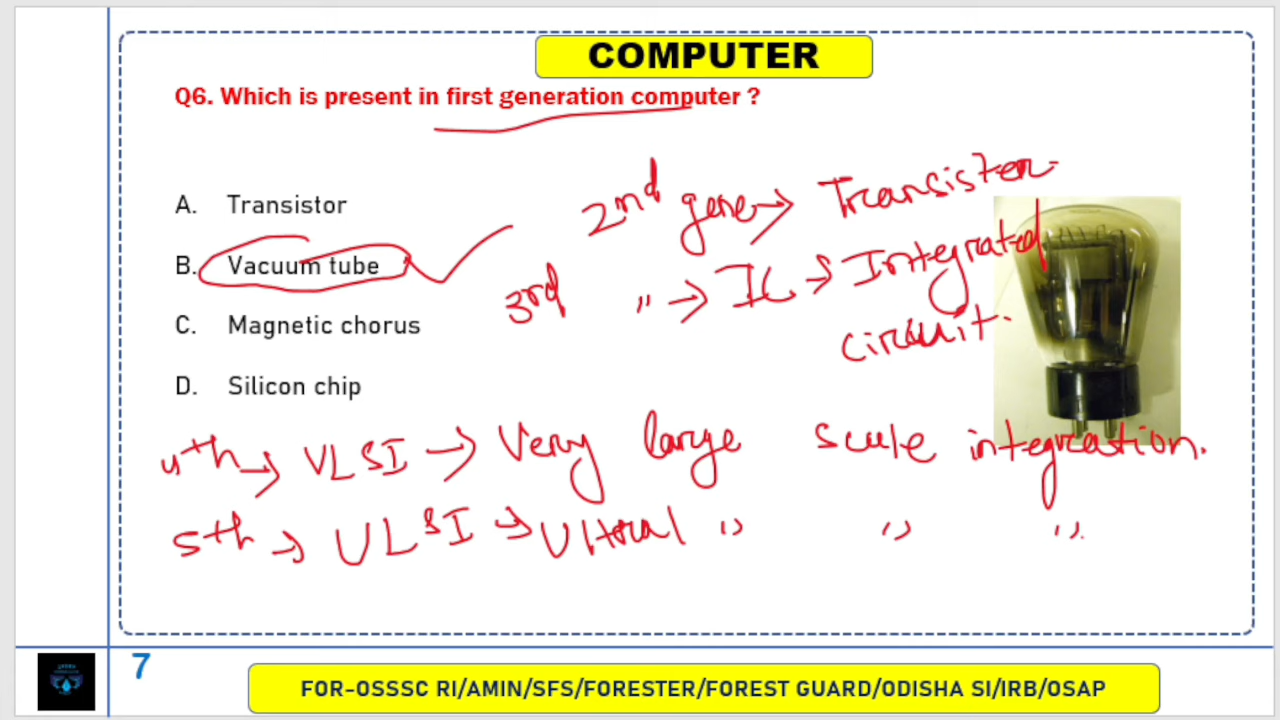 COMPUTER
Q6. Which is present in first generation computer ?
A. Transistor
B. Vacuum tube
C. Magnetic chorus
D. Silicon chip
2nd gene → Transister
3rd " → IC → Integrated
circuit.
4th → VLSI → Very large scale integration.
5th → ULSI → Ultral " " "
7
FOR-OSSSC RI/AMIN/SFS/FORESTER/FOREST GUARD/ODISHA SI/IRB/OSAP